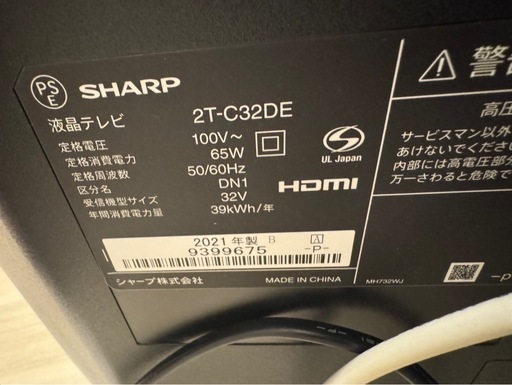 PS
E
SHARP
液晶テレビ 2T-C32DE
定格電圧 100V～
定格消費電力 65W
定格周波数 50/60Hz
区分名 DN1
受信機型サイズ 32V
年間消費電力量 39kWh/年
UL Japan
HDMI
2021 年製 B A
9399675 -P-
シャープ株式会社 MADE IN CHINA
MH732WJ
警
高圧
サービスマン以外
あけないでくださ
内部には高電圧部分
万一さわると危険で
-P